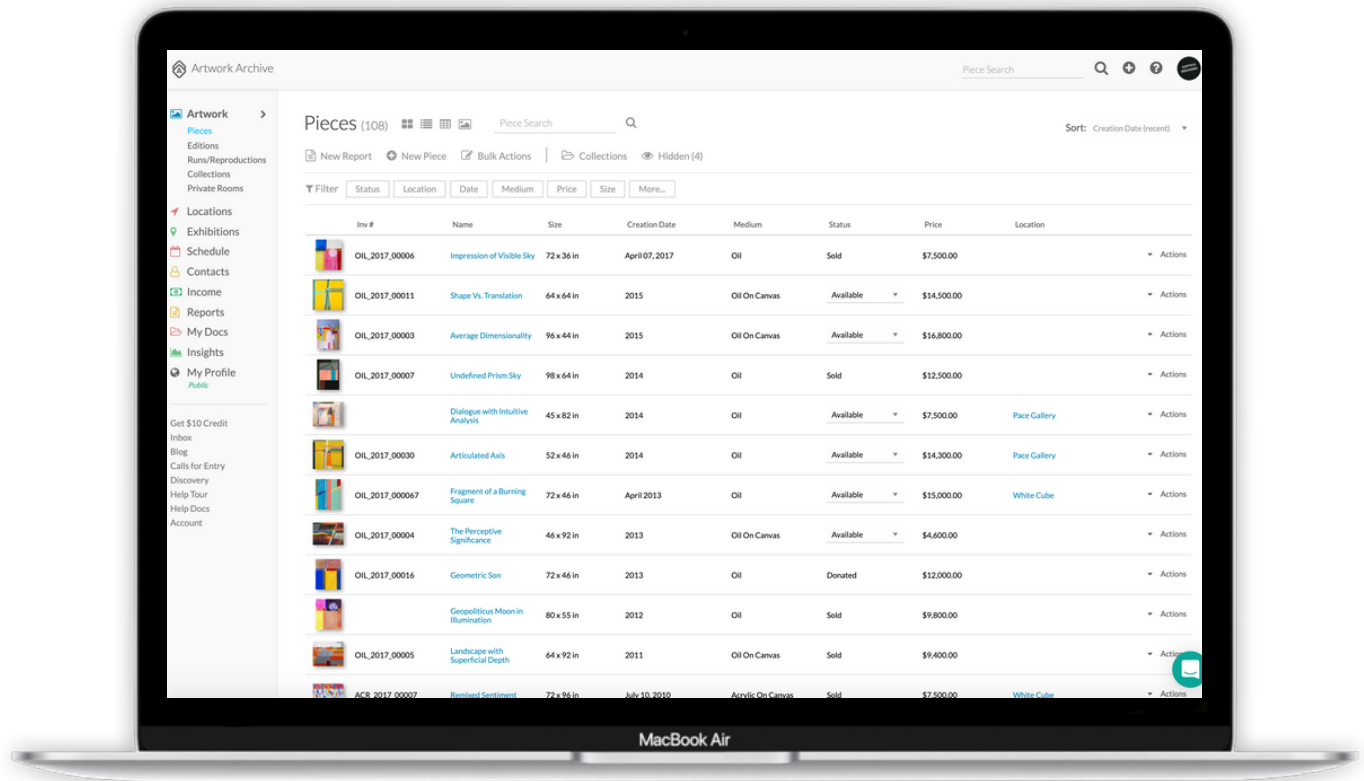 Artwork Archive
Piece Search
Artwork
Pieces
Editions
Runs/Reproductions
Collections
Private Rooms
Locations
Exhibitions
Schedule
Contacts
Income
Reports
My Docs
Insights
My Profile
Public
Get $10 Credit
Inbox
Blog
Calls for Entry
Discovery
Help Tour
Help Docs
Account
Pieces (108)
Piece Search
Sort: Creation Date (recent)
New Report New Piece Bulk Actions Collections Hidden (4)
Filter Status Location Date Medium Price Size More...
Inv # Name Size Creation Date Medium Status Price Location
OIL_2017_00006 Impression of Visible Sky 72 x 36 in April 07, 2017 Oil Sold $7,500.00 Actions
OIL_2017_00011 Shape Vs. Translation 64 x 64 in 2015 Oil On Canvas Available $14,500.00 Actions
OIL_2017_00003 Average Dimensionality 96 x 44 in 2015 Oil On Canvas Available $16,800.00 Actions
OIL_2017_00007 Undefined Prism Sky 98 x 64 in 2014 Oil Sold $12,500.00 Actions
Dialogue with Intuitive
Analysis 45 x 82 in 2014 Oil Available $7,500.00 Pace Gallery Actions
OIL_2017_00030 Articulated Axis 52 x 46 in 2014 Oil Available $14,300.00 Pace Gallery Actions
OIL_2017_000067 Fragment of a Burning
Square 72 x 46 in April 2013 Oil Available $15,000.00 White Cube Actions
OIL_2017_00004 The Perceptive
Significance 46 x 92 in 2013 Oil On Canvas Available $4,600.00 Actions
OIL_2017_00016 Geometric Son 72 x 46 in 2013 Oil Donated $12,000.00 Actions
Geopoliticus Moon in
Illumination 80 x 55 in 2012 Oil Sold $9,800.00 Actions
OIL_2017_00005 Landscape with
Superficial Depth 64 x 92 in 2011 Oil On Canvas Sold $9,400.00 Actions
ACR_2017_00007 Remixed Sentiment 72 x 96 in July 10, 2010 Acrylic On Canvas Sold $7,500.00 White Cube Actions
MacBook Air